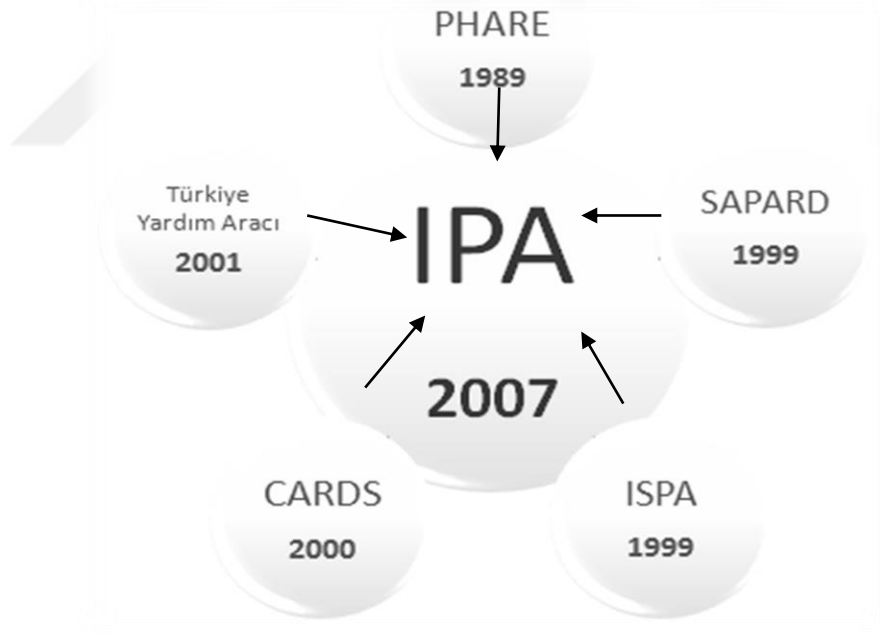 PHARE
1989
Türkiye
Yardım Aracı
2001
IPA
2007
SAPARD
1999
CARDS
2000
ISPA
1999